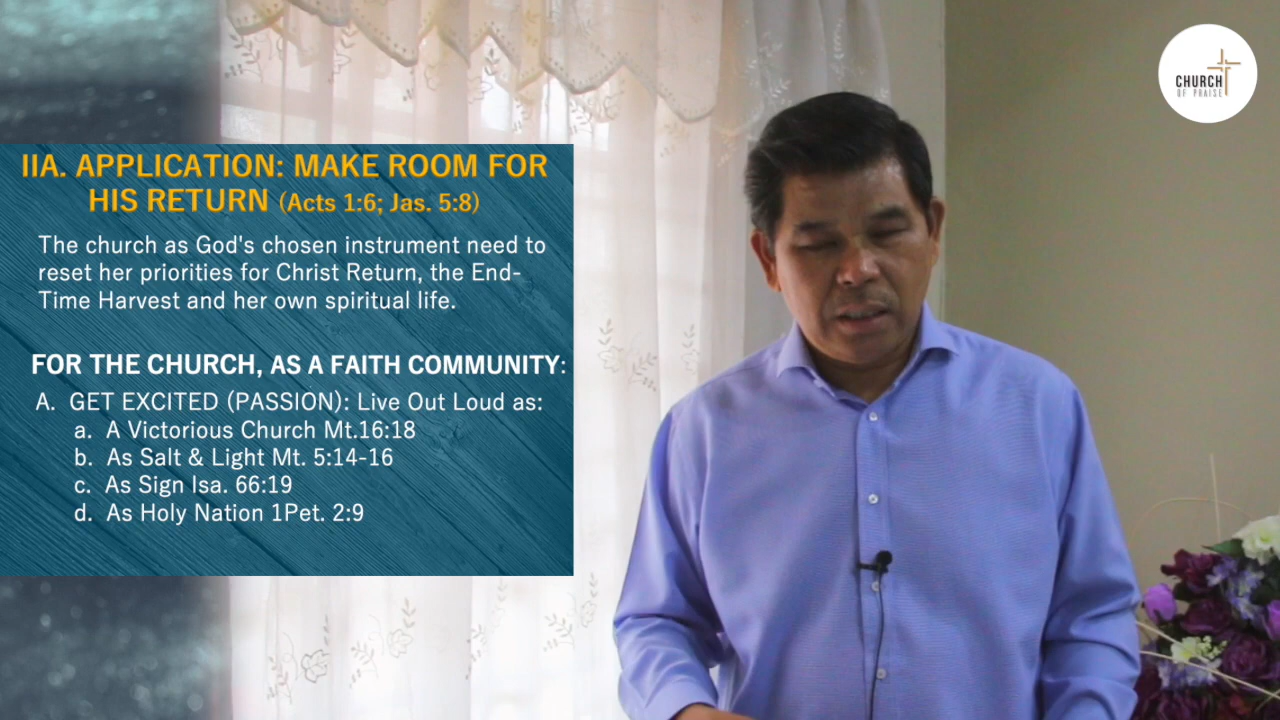 IIA. APPLICATION: MAKE ROOM FOR
HIS RETURN (Acts 1:6; Jas. 5:8)
The church as God's chosen instrument need to
reset her priorities for Christ Return, the End-
Time Harvest and her own spiritual life.
FOR THE CHURCH, AS A FAITH COMMUNITY:
A. GET EXCITED (PASSION): Live Out Loud as:
a. A Victorious Church Mt.16:18
b. As Salt & Light Mt. 5:14-16
c. As Sign Isa. 66:19
d. As Holy Nation 1Pet. 2:9
CHURCH
OF PRAISE